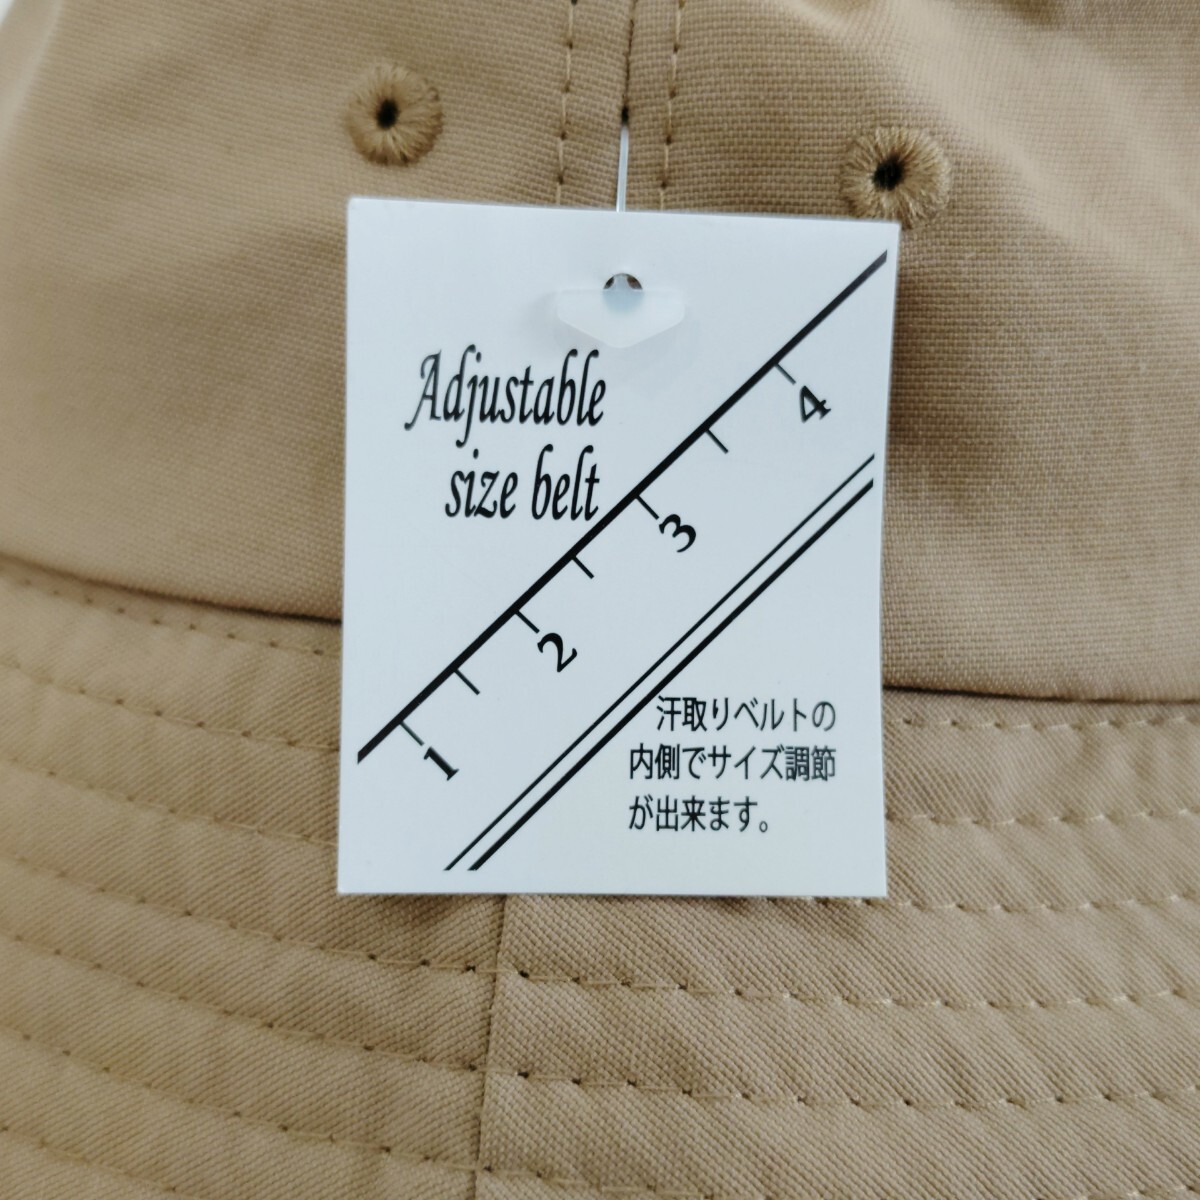 Adjustable
size belt
4
3
2
1
汗取りベルトの
内側でサイズ調節
が出来ます。